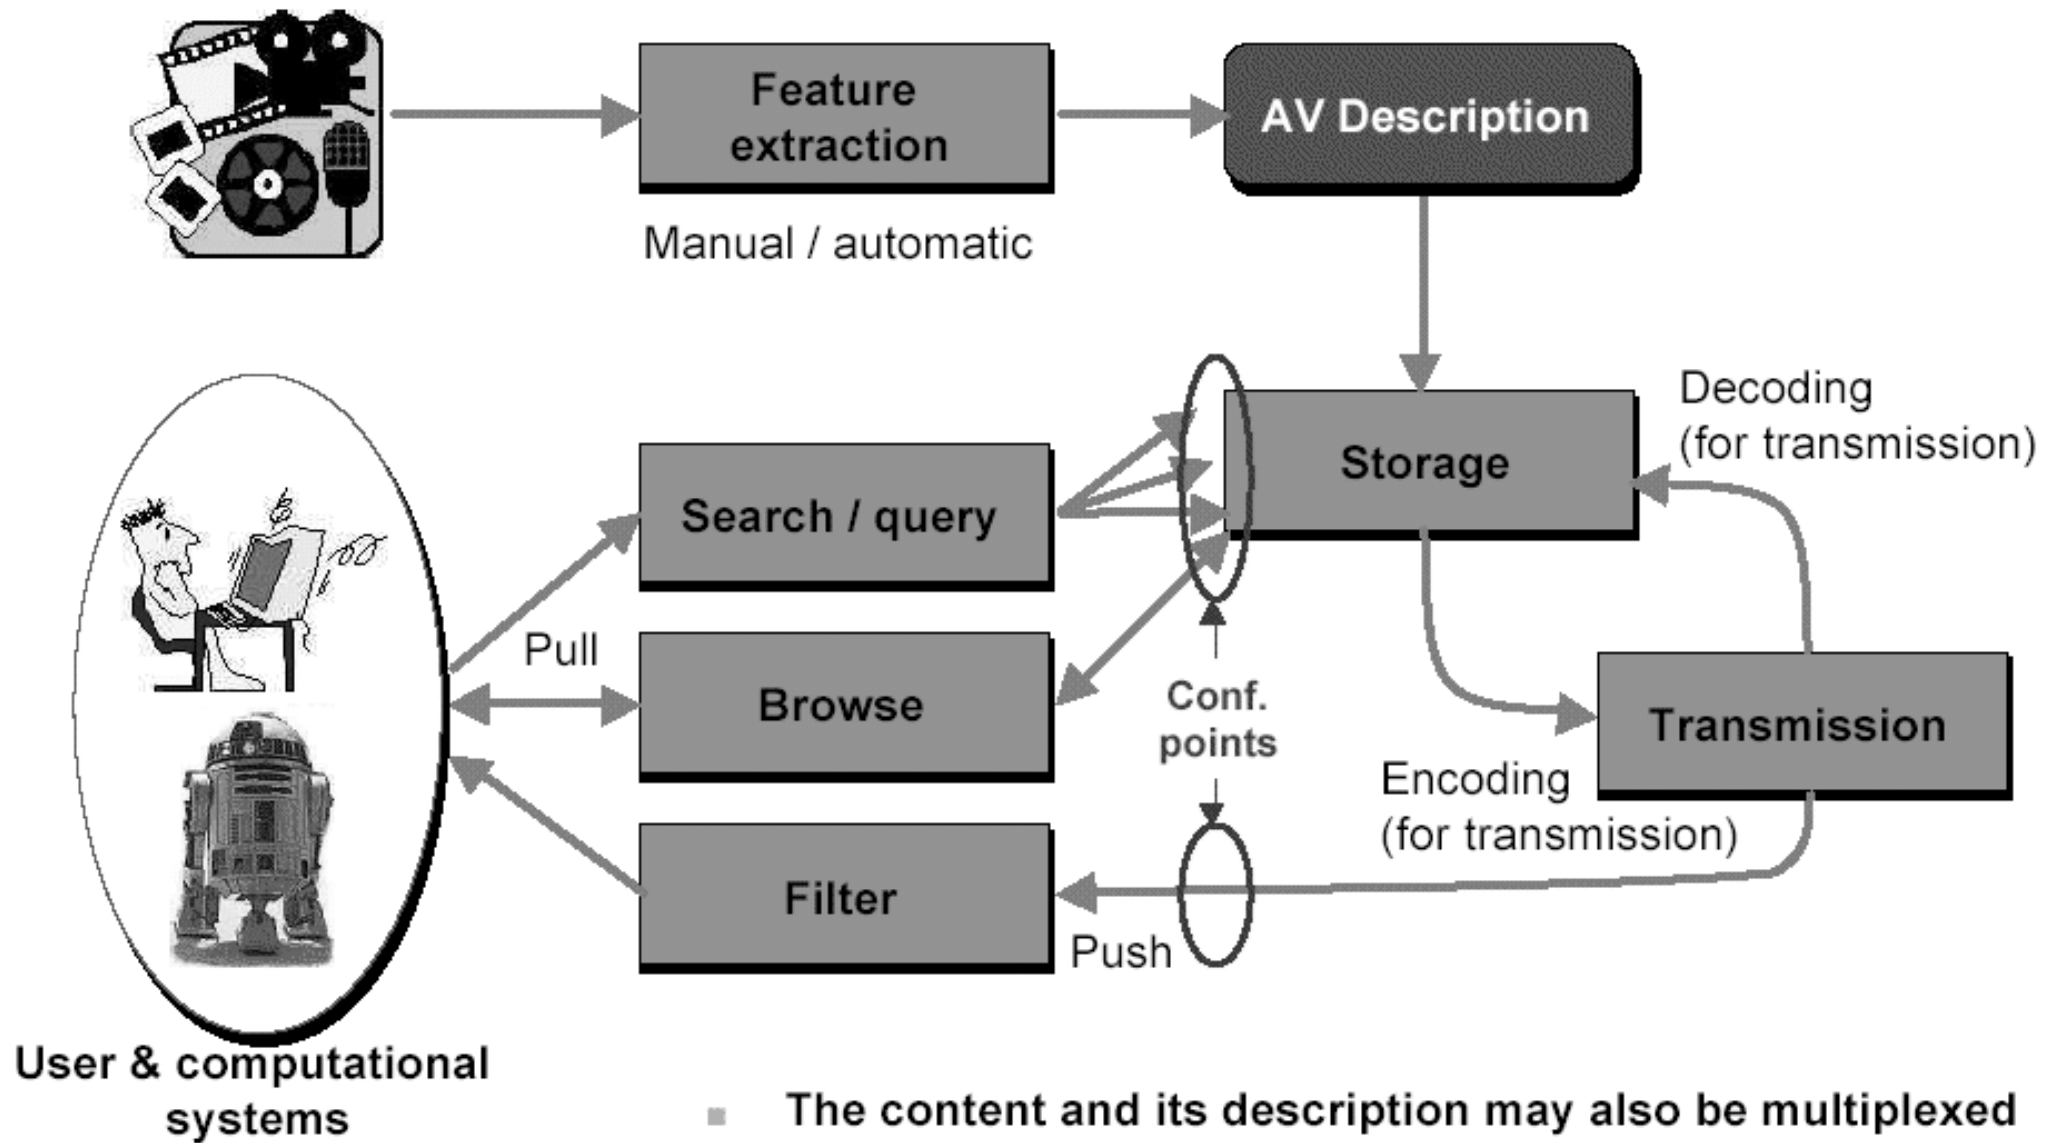 Feature
extraction
AV Description
Manual / automatic
Decoding
(for transmission)
Storage
Search / query
Pull
Browse
Conf.
points
Transmission
Encoding
(for transmission)
Filter
Push
User & computational
systems
The content and its description may also be multiplexed